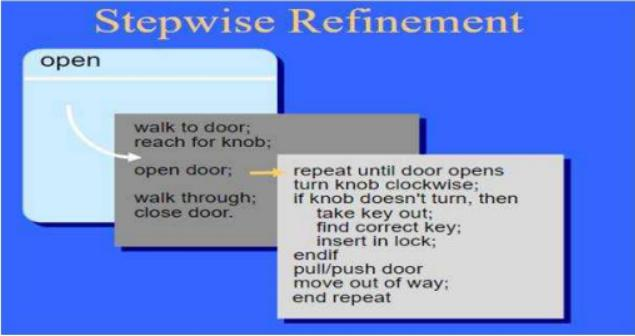 Stepwise Refinement
open
walk to door;
reach for knob;
open door;
walk through;
close door.
repeat until door opens
turn knob clockwise;
if knob doesn't turn, then
take key out;
find correct key;
insert in lock;
endif
pull/push door
move out of way;
end repeat